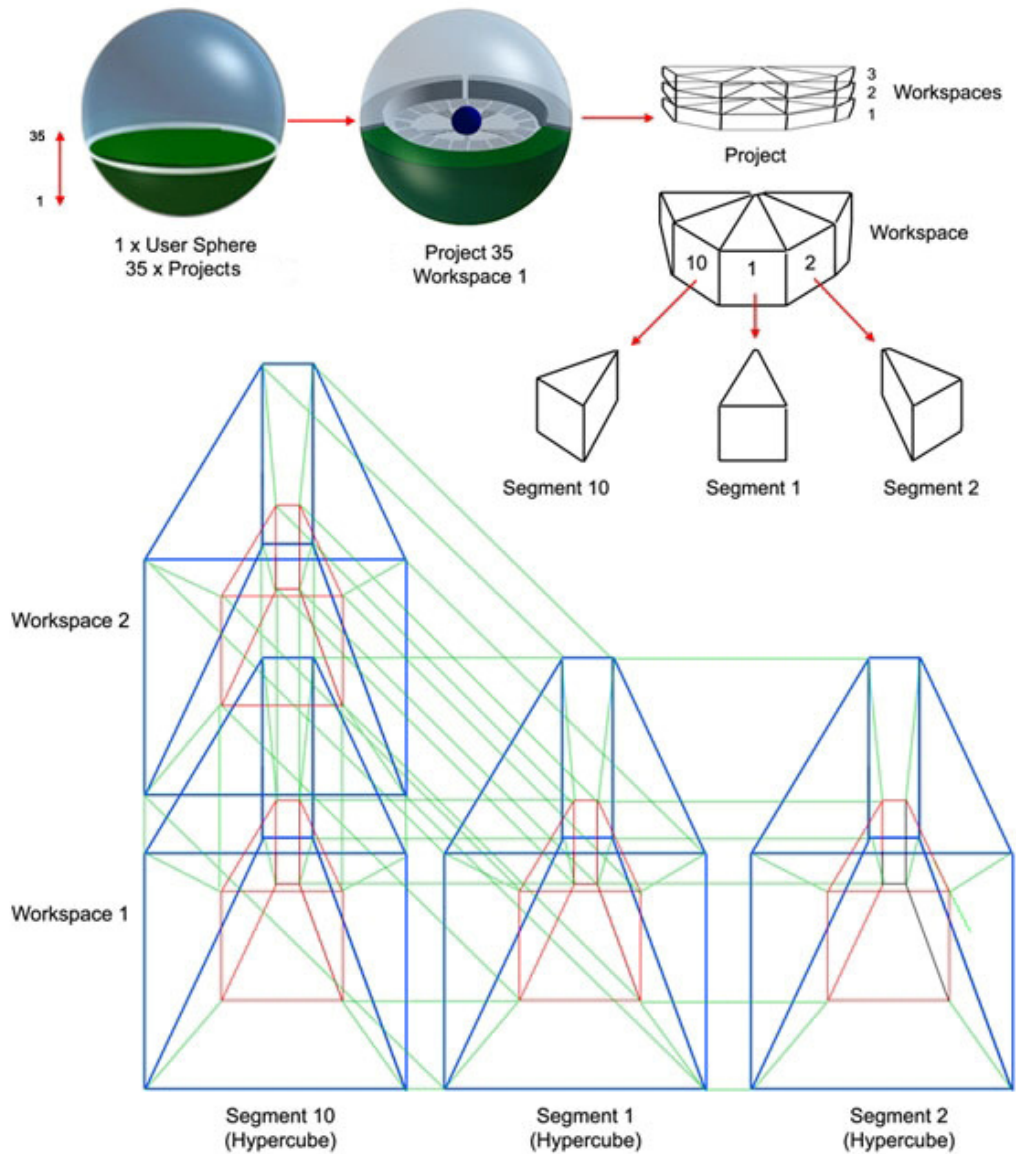 35
1
1 x User Sphere
35 x Projects
Project 35
Workspace 1
3
2
1
Workspaces
Project
Workspace
10
1
2
Segment 10
Segment 1
Segment 2
Workspace 2
Workspace 1
Segment 10
(Hypercube)
Segment 1
(Hypercube)
Segment 2
(Hypercube)